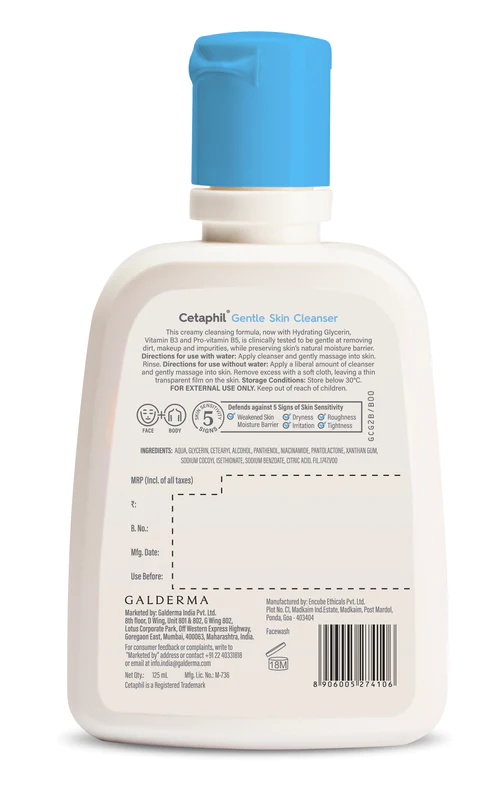 Cetaphil® Gentle Skin Cleanser
This creamy cleansing formula, now with Hydrating Glycerin,
Vitamin B3 and Pro-vitamin B5, is clinically tested to be gentle at removing
dirt, makeup and impurities, while preserving skin's natural moisture barrier.
Directions for use with water: Apply cleanser and gently massage into skin.
Rinse. Directions for use without water: Apply a liberal amount of cleanser
and gently massage into skin. Remove excess with a soft cloth, leaving a thin
transparent film on the skin. Storage Conditions: Store below 30°C.
FOR EXTERNAL USE ONLY. Keep out of reach of children.
FACE
BODY
SKIN SENSITIVITY
5
SIGNS
Defends against 5 Signs of Skin Sensitivity
Weakened Skin Moisture Barrier
Dryness
Roughness
Irritation
Tightness
GCG2B/B00
INGREDIENTS: AQUA, GLYCERIN, CETEARYL ALCOHOL, PANTHENOL, NIACINAMIDE, PANTOLACTONE, XANTHAN GUM,
SODIUM COCOYL ISETHIONATE, SODIUM BENZOATE, CITRIC ACID.
MRP (Incl. of all taxes)
₹:
B. No.:
Mfg. Date:
Use Before:
GALDERMA
Marketed by: Galderma India Pvt. Ltd.
8th floor, D Wing, Unit 801 & 802, G Wing 802,
Lotus Corporate Park, Off Western Express Highway,
Goregaon East, Mumbai, 400063, Maharashtra, India.
For consumer feedback or complaints, write to
"Marketed by" address or contact +91 22 40331818
or email at info.india@galderma.com
Net Qty.: 125 mL Mfg. Lic. No.: M-736
Cetaphil is a Registered Trademark
Manufactured by: Encube Ethicals Pvt. Ltd.
Plot No. C1, Madkaim Ind.Estate, Madkaim, Post Mardol,
Ponda, Goa - 403404
Facewash
18M
8 906005 274106